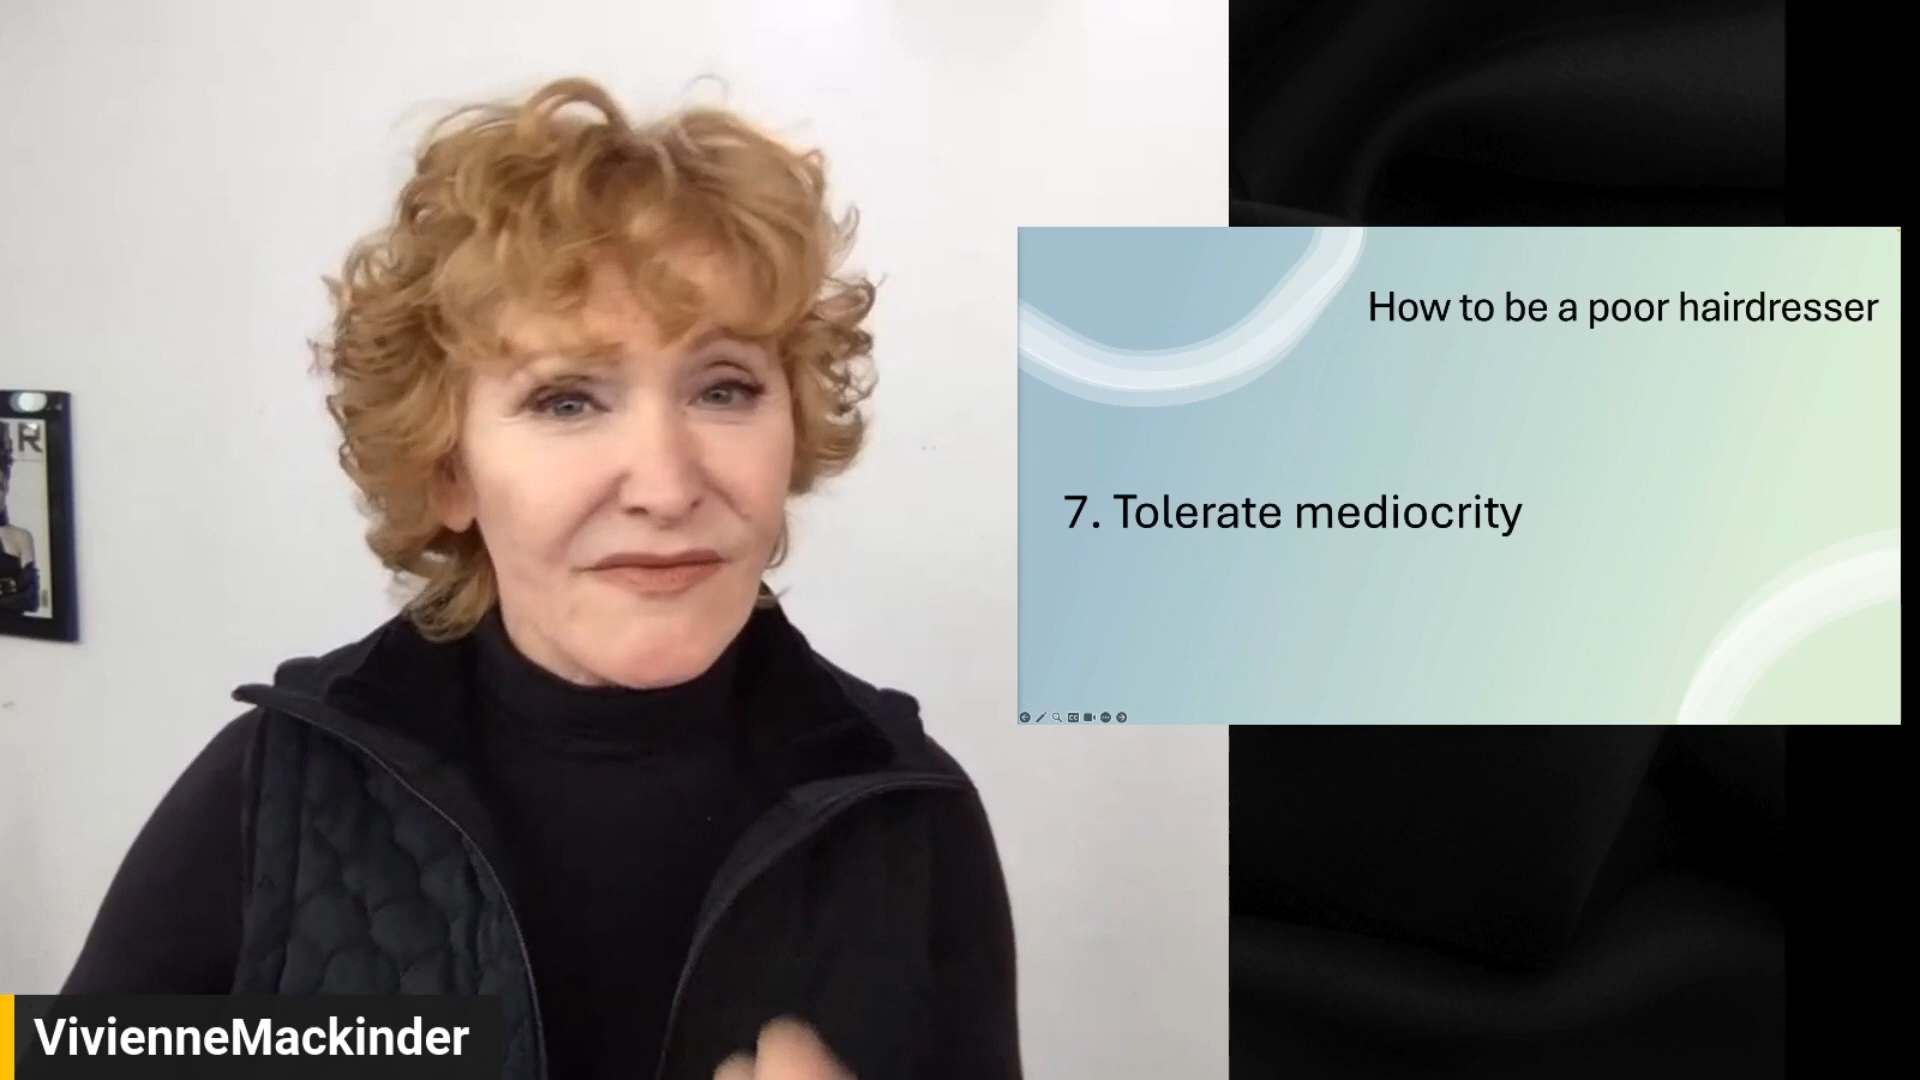 R
How to be a poor hairdresser
7. Tolerate mediocrity
VivienneMackinder